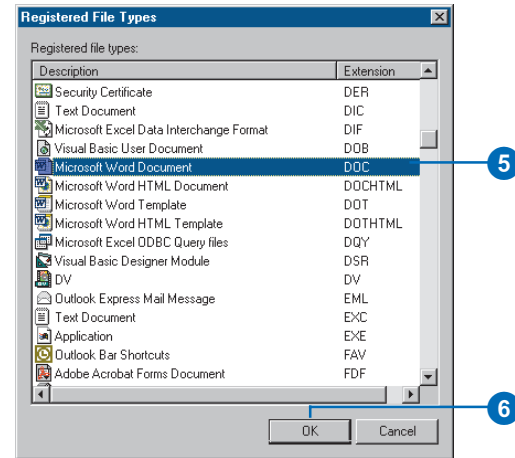 Registered File Types
Registered file types:
Description Extension
Security Certificate DER
Text Document DIC
Microsoft Excel Data Interchange Format DIF
Visual Basic User Document DOB
Microsoft Word Document DOC
5
Microsoft Word HTML Document DOCHTML
Microsoft Word Template DOT
Microsoft Word HTML Template DOTHTML
Microsoft Excel ODBC Query files DQY
Visual Basic Designer Module DSR
DV DV
Outlook Express Mail Message EML
Text Document EXC
Application EXE
Outlook Bar Shortcuts FAV
Adobe Acrobat Forms Document FDF
6
OK Cancel